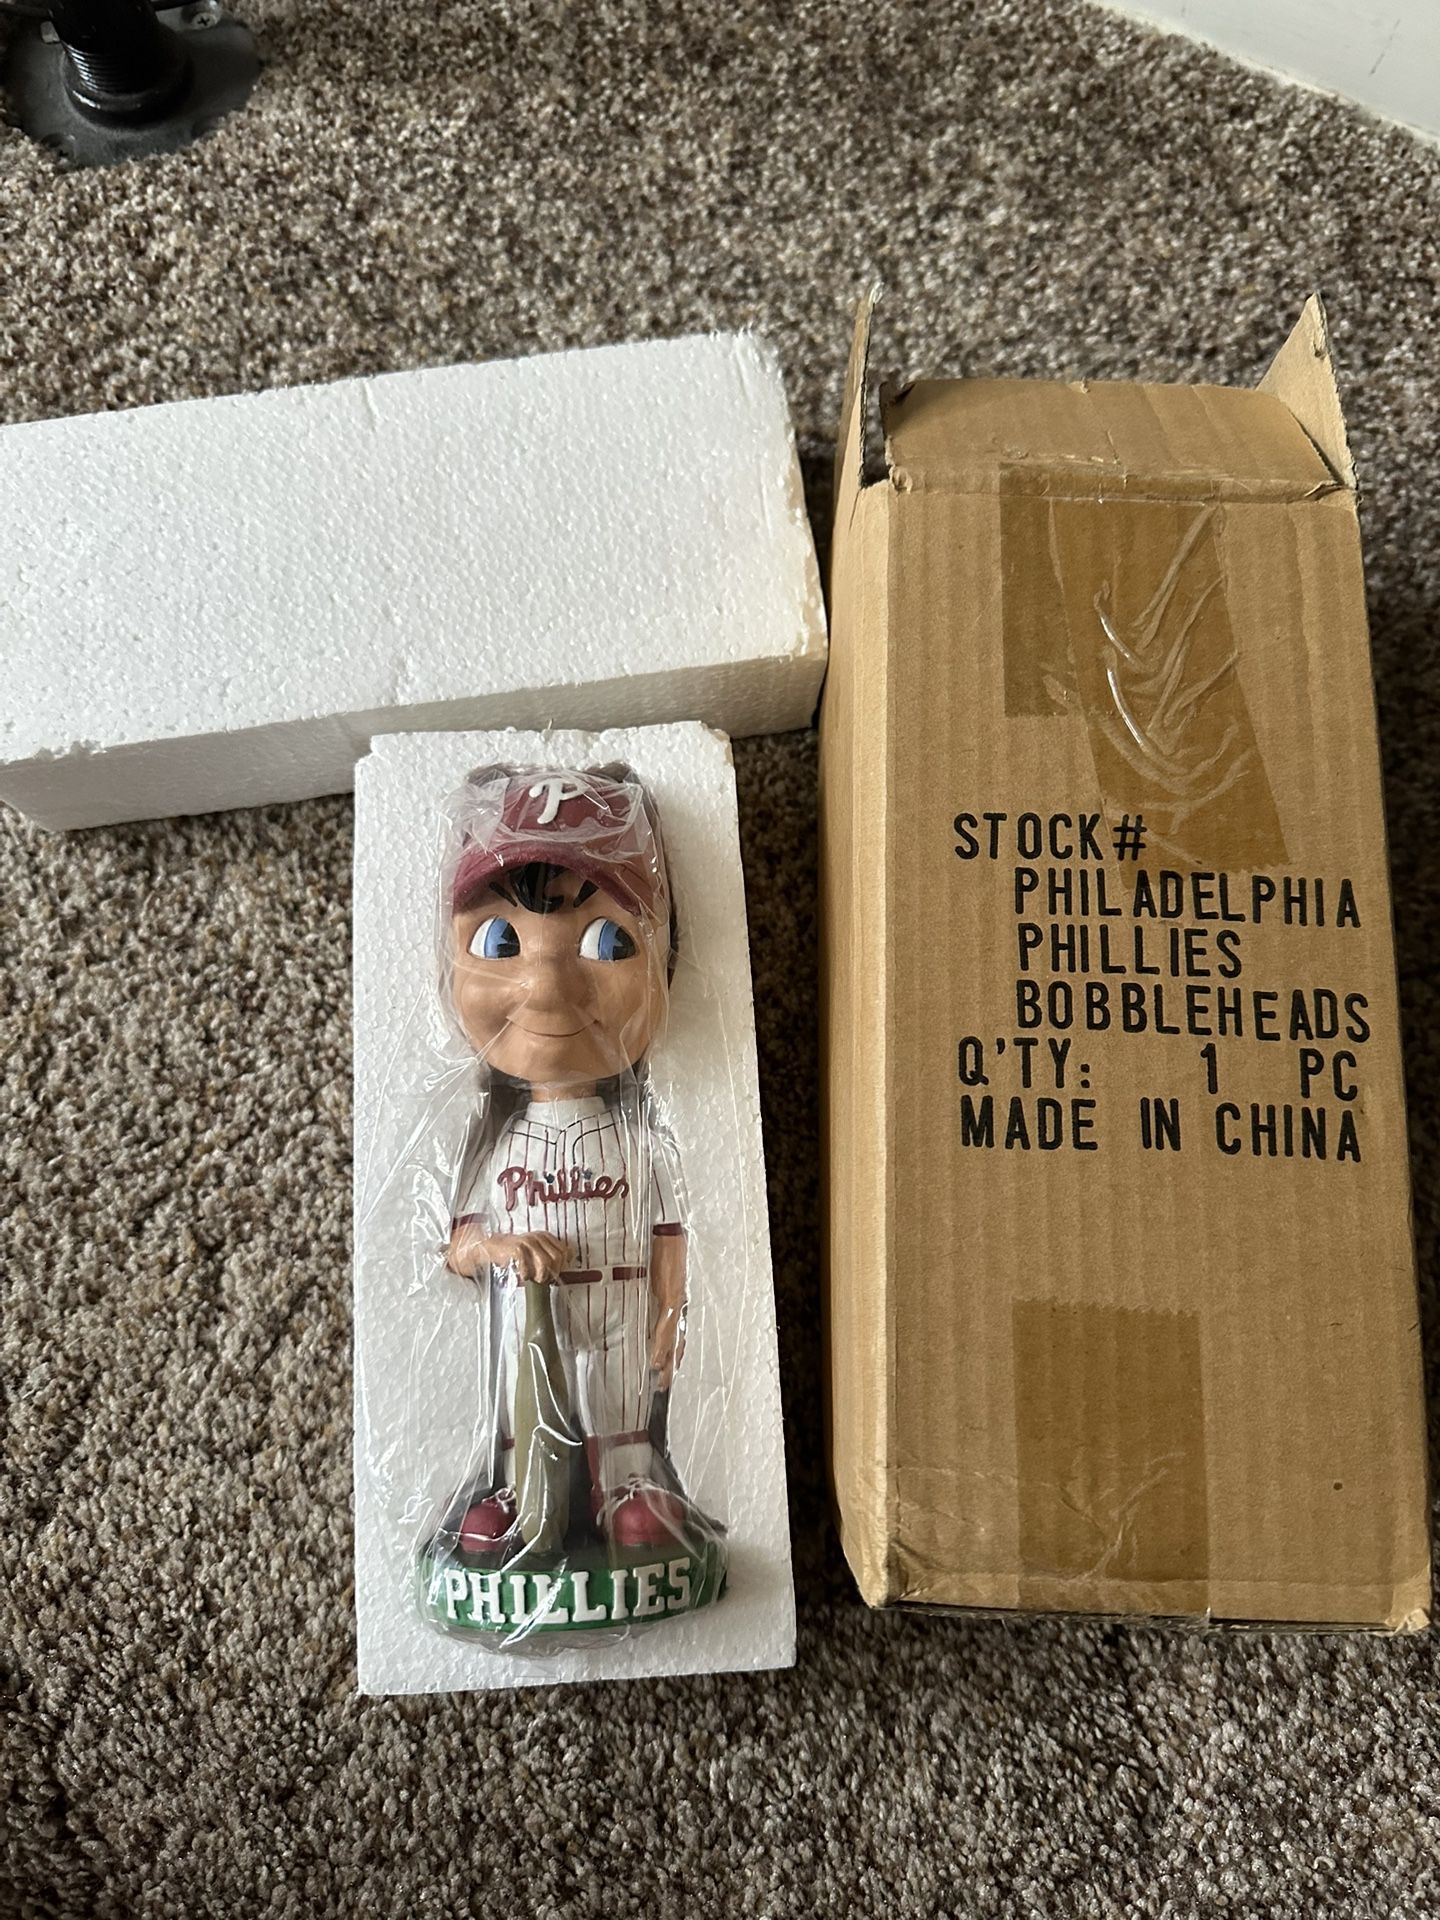 P
Phillies
PHILLIES
STOCK#
PHILADELPHIA
PHILLIES
BOBBLEHEADS
Q'TY: 1 PC
MADE IN CHINA